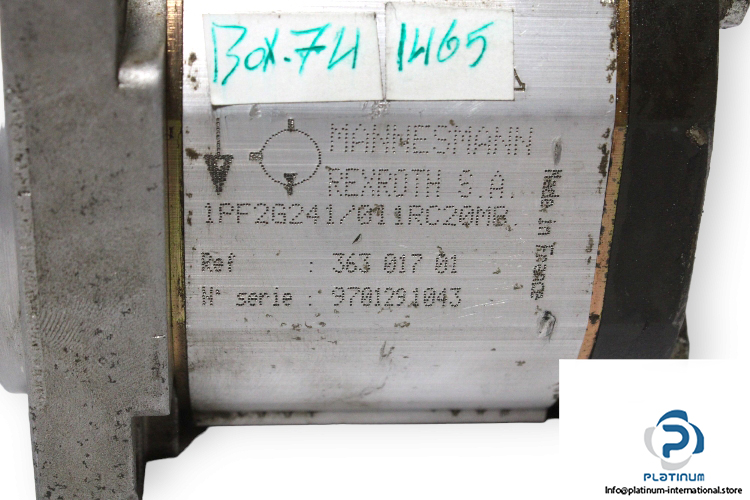 Box.74
1465
MANNESMANN
REXROTH S.A.
1PF2G241/011RC20MR
Ref : 363 017 01
N° serie : 9701291043
Made in France
PLATINUM
Info@platinum-international.store